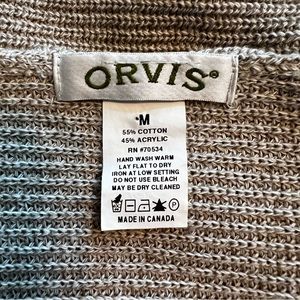 ORVIS®
*M
55% COTTON
45% ACRYLIC
RN #70534
HAND WASH WARM
LAY FLAT TO DRY
IRON AT LOW SETTING
DO NOT USE BLEACH
MAY BE DRY CLEANED
P
MADE IN CANADA